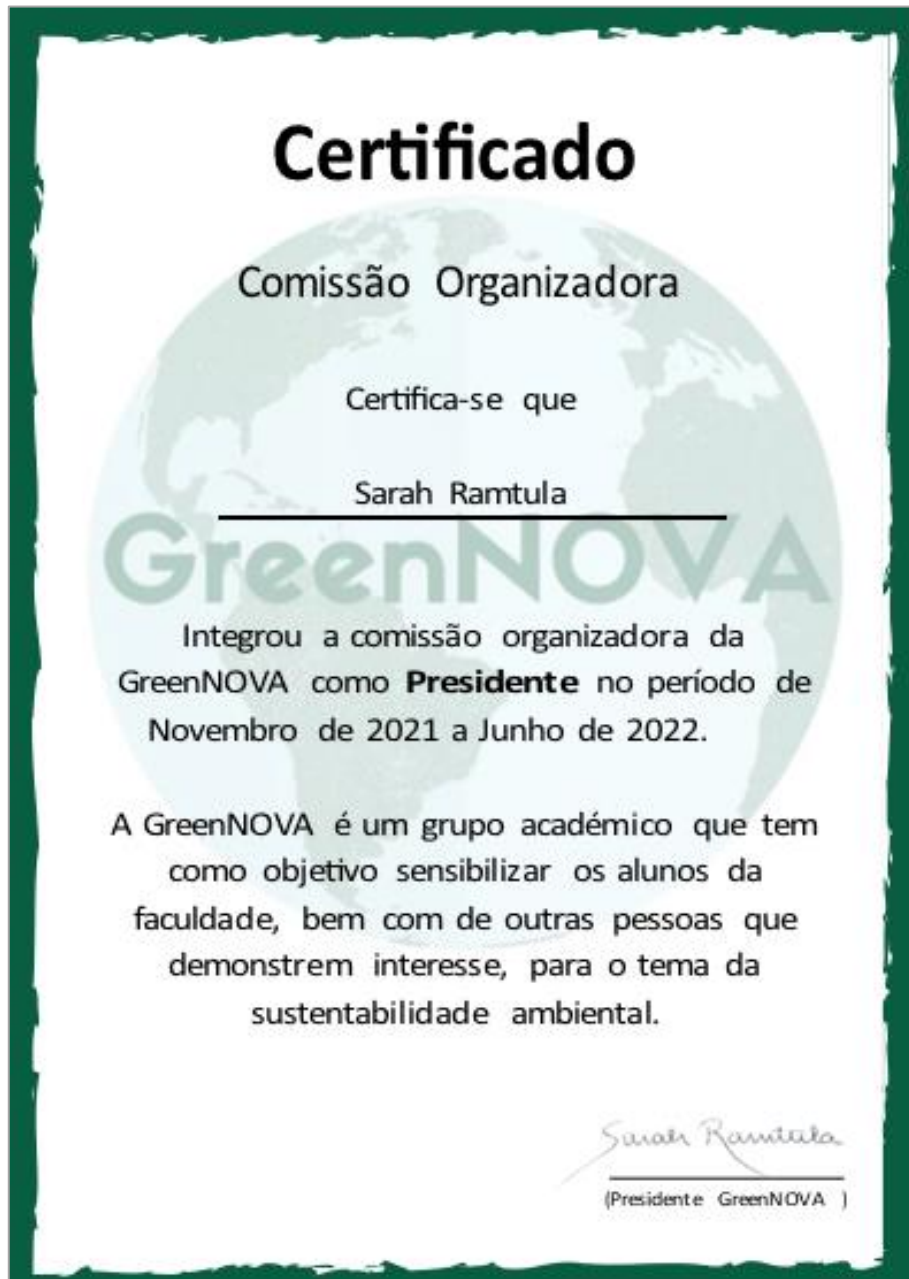 Certificado
Comissão Organizadora
Certifica-se que
Sarah Ramtula
GreenNOVA
Integrou a comissão organizadora da
GreenNOVA como Presidente no período de
Novembro de 2021 a Junho de 2022.
A GreenNOVA é um grupo académico que tem
como objetivo sensibilizar os alunos da
faculdade, bem com de outras pessoas que
demonstrem interesse, para o tema da
sustentabilidade ambiental.
Sarah Ramtula
(Presidente GreenNOVA )